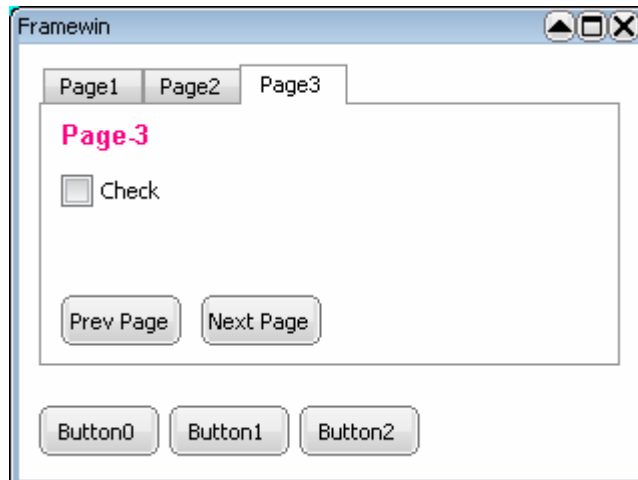 Framewin
Page1 Page2 Page3
Page-3
Check
Prev Page Next Page
Button0 Button1 Button2